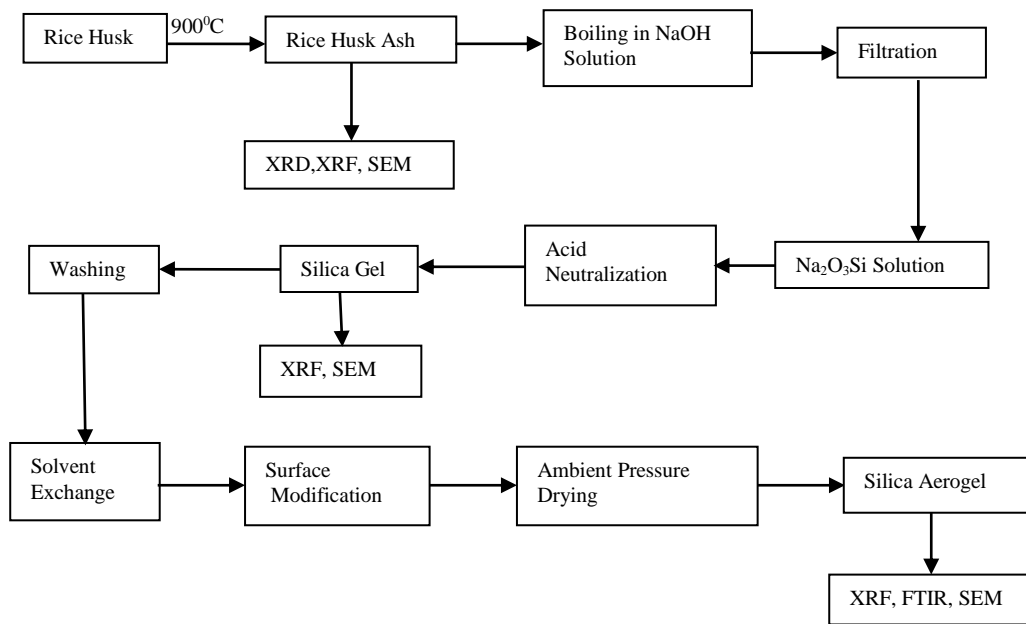 Rice Husk
900⁰C
Rice Husk Ash
Boiling in NaOH
Solution
Filtration
XRD,XRF, SEM
Washing
Silica Gel
Acid
Neutralization
Na₂O₃Si Solution
XRF, SEM
Solvent
Exchange
Surface
Modification
Ambient Pressure
Drying
Silica Aerogel
XRF, FTIR, SEM